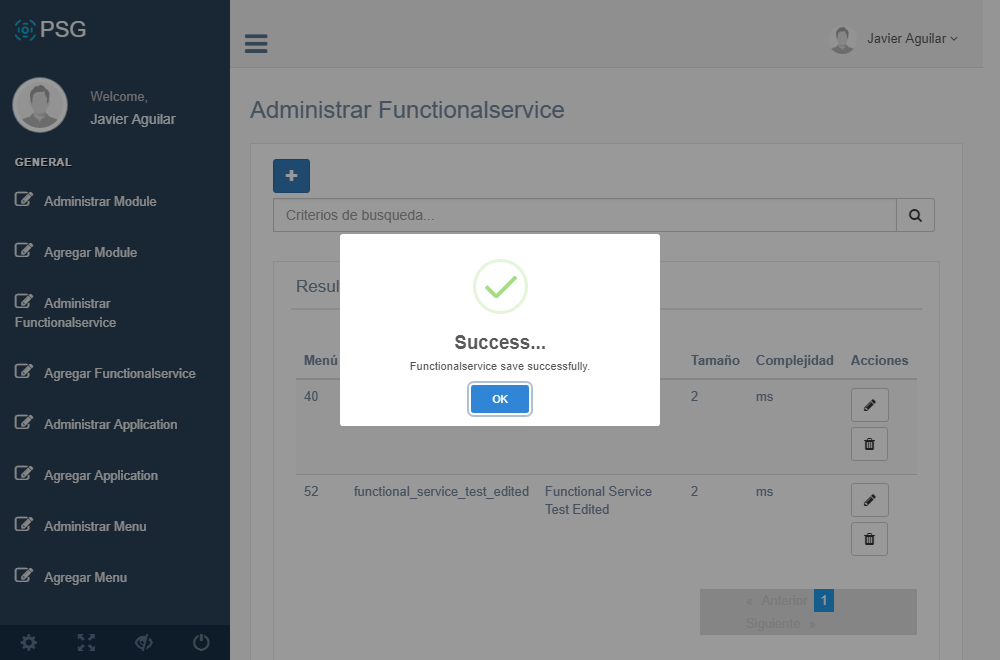 PSG
Javier Aguilar
Welcome,
Javier Aguilar
GENERAL
Administrar Module
Agregar Module
Administrar
Functionalservice
Agregar Functionalservice
Administrar Application
Agregar Application
Administrar Menu
Agregar Menu
Administrar Functionalservice
Criterios de busqueda...
Success...
Functionalservice save successfully.
OK
Menú Tamaño Complejidad Acciones
40 2 ms
52 functional_service_test_edited Functional Service 2 ms
Test Edited
« Anterior 1
Siguiente »